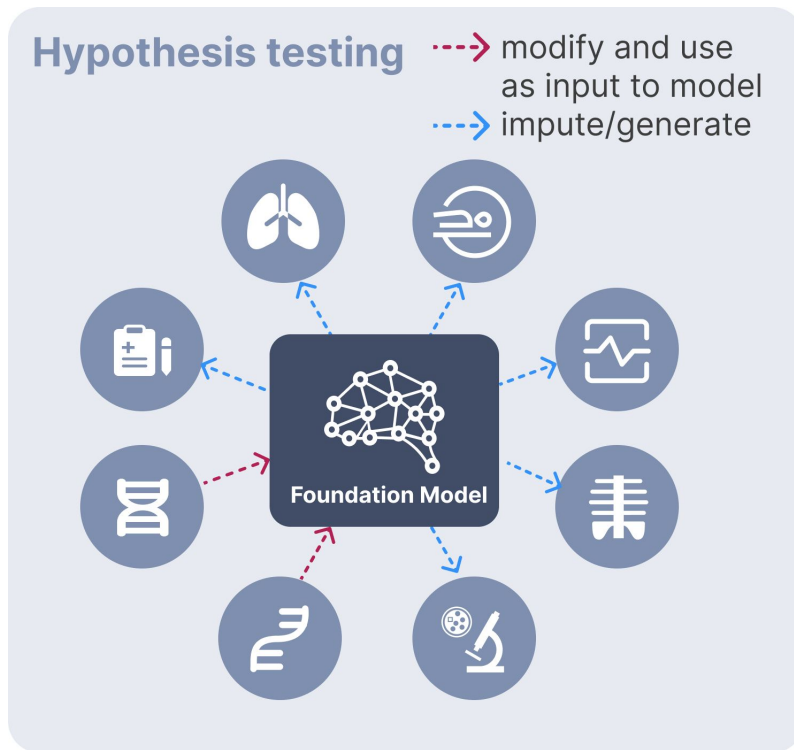 Hypothesis testing
modify and use
as input to model
impute/generate
Foundation Model